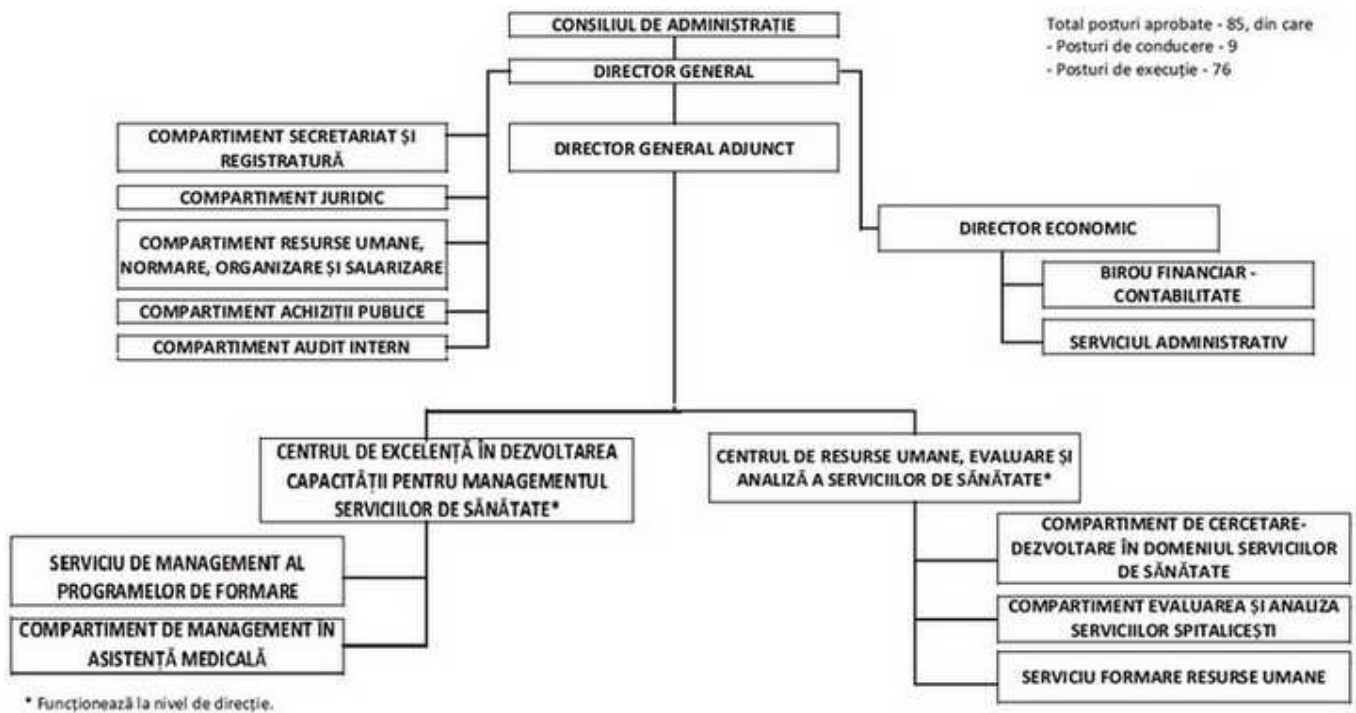 CONSILIUL DE ADMINISTRAȚIE
Total posturi aprobate - 85, din care
- Posturi de conducere - 9
- Posturi de execuție - 76
DIRECTOR GENERAL
DIRECTOR GENERAL ADJUNCT
COMPARTIMENT SECRETARIAT ȘI
REGISTRATURĂ
COMPARTIMENT JURIDIC
COMPARTIMENT RESURSE UMANE,
NORMARE, ORGANIZARE ȘI SALARIZARE
COMPARTIMENT ACHIZIȚII PUBLICE
COMPARTIMENT AUDIT INTERN
DIRECTOR ECONOMIC
BIROU FINANCIAR -
CONTABILITATE
SERVICIUL ADMINISTRATIV
CENTRUL DE EXCELENȚĂ ÎN DEZVOLTAREA
CAPACITĂȚII PENTRU MANAGEMENTUL
SERVICIILOR DE SĂNĂTATE*
SERVICIU DE MANAGEMENT AL
PROGRAMELOR DE FORMARE
COMPARTIMENT DE MANAGEMENT ÎN
ASISTENȚĂ MEDICALĂ
CENTRUL DE RESURSE UMANE, EVALUARE ȘI
ANALIZĂ A SERVICIILOR DE SĂNĂTATE*
COMPARTIMENT DE CERCETARE-
DEZVOLTARE ÎN DOMENIUL SERVICIILOR
DE SĂNĂTATE
COMPARTIMENT EVALUAREA ȘI ANALIZA
SERVICIILOR SPITALICEȘTI
SERVICIU FORMARE RESURSE UMANE
* Funcționează la nivel de direcție.